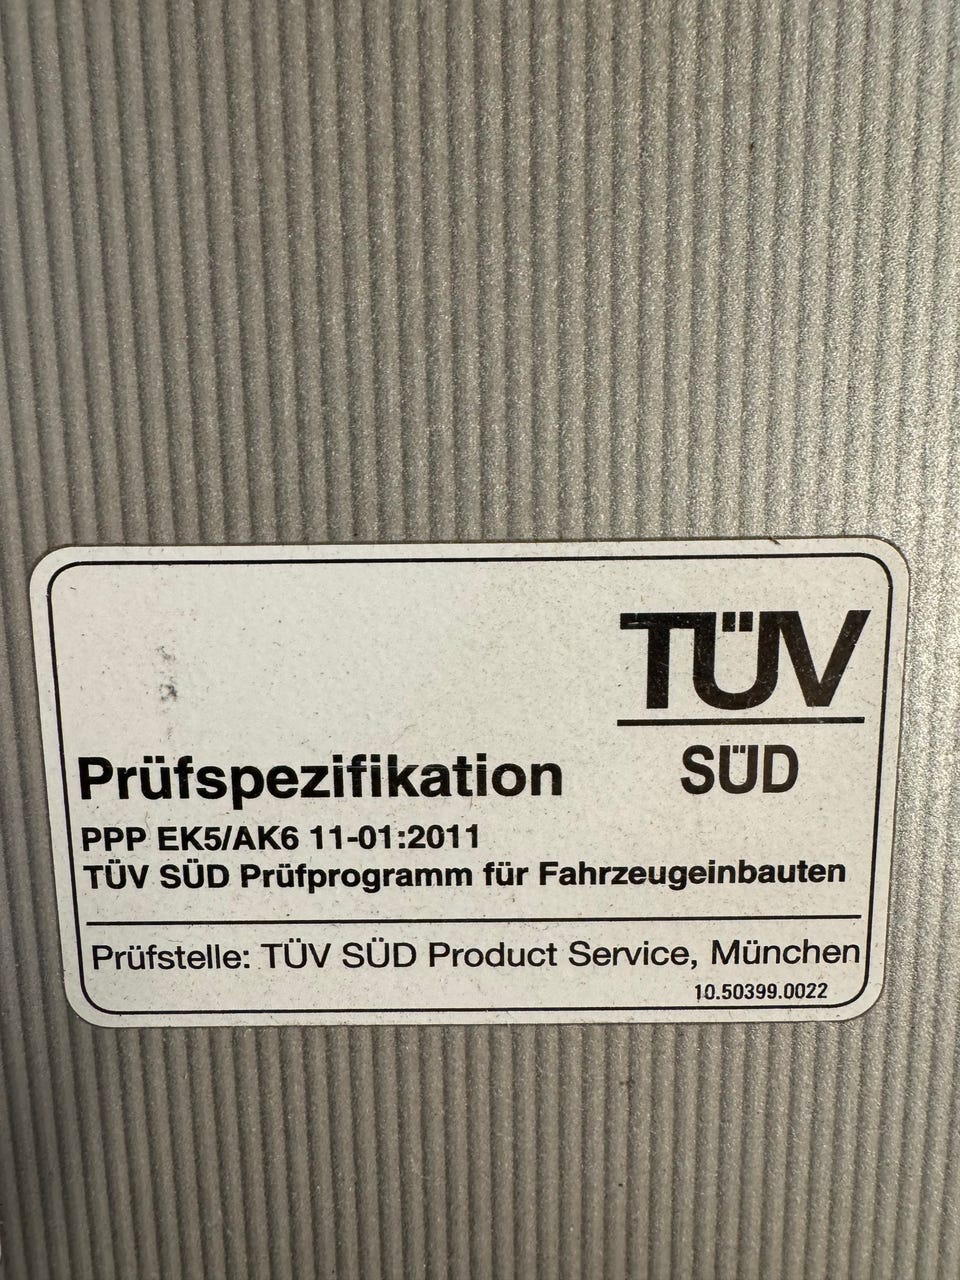 TÜV
SÜD
Prüfspezifikation
PPP EK5/AK6 11-01:2011
TÜV SÜD Prüfprogramm für Fahrzeugeinbauten
Prüfstelle: TÜV SÜD Product Service, München
10.50399.0022